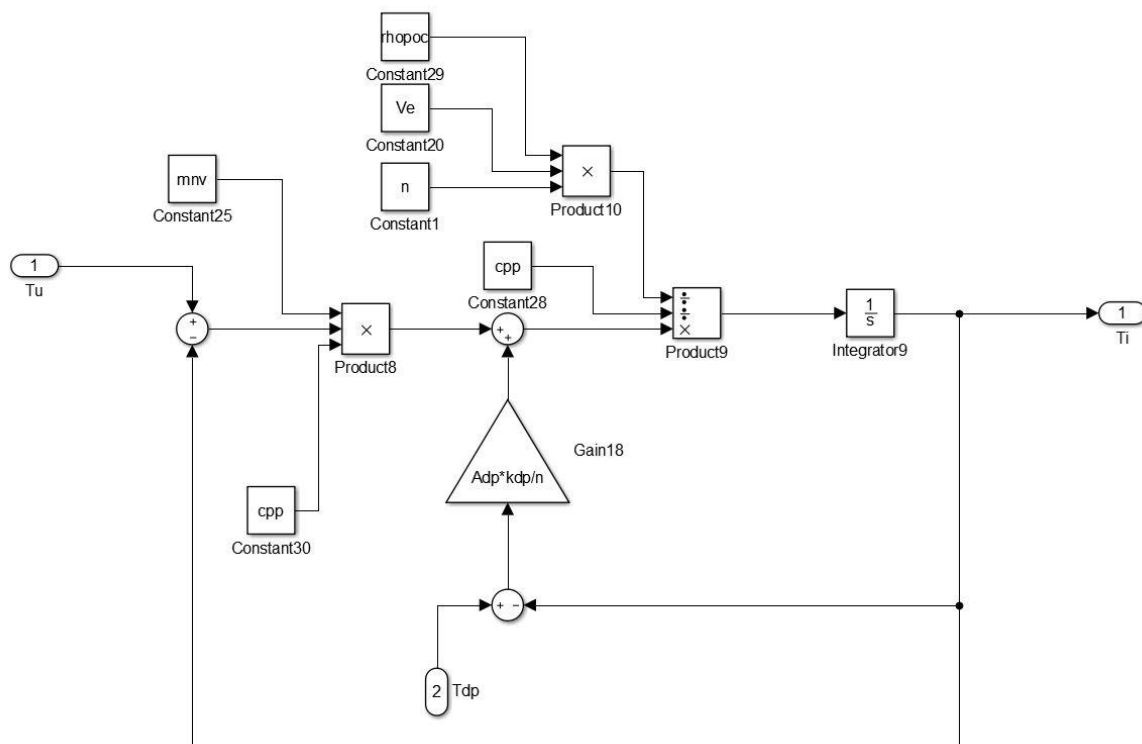 rhopoc
Constant29
Ve
Constant20
mnv
Constant25
n
Constant1
×
Product10
1
Tu
cpp
Constant28
+
−
×
Product8
+
+
÷
÷
×
Product9
1
s
Integrator9
1
Ti
Gain18
Adp*kdp/n
cpp
Constant30
+
−
2
Tdp